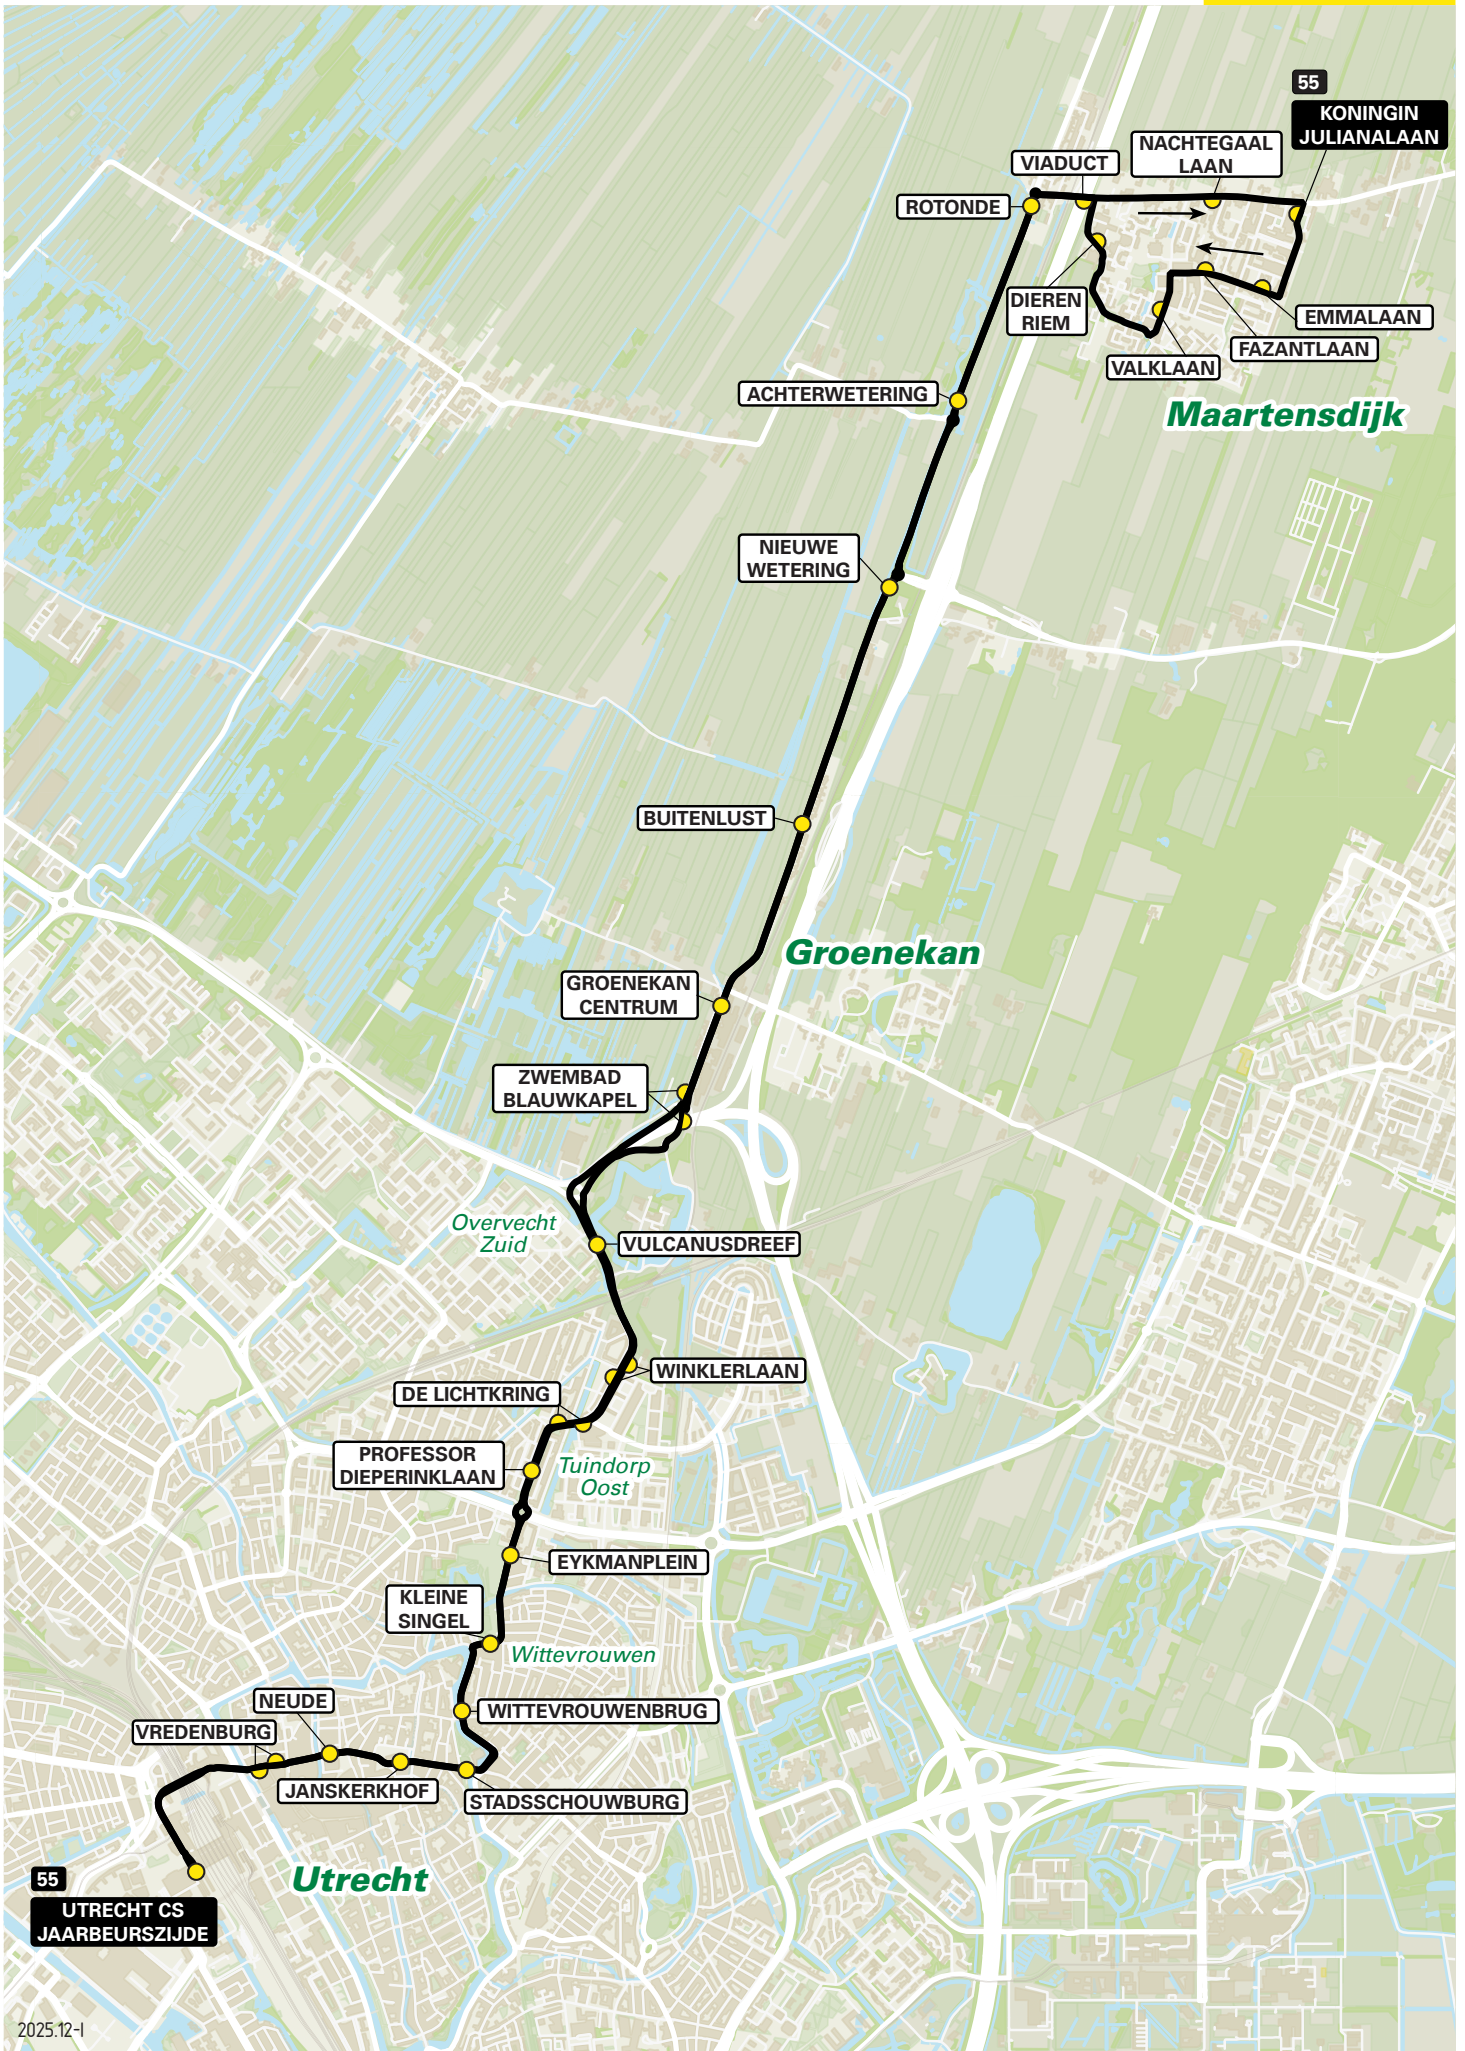 55
KONINGIN
JULIANALAAN
NACHTEGAAL
LAAN
VIADUCT
ROTONDE
DIEREN
RIEM
EMMALAAN
FAZANTLAAN
VALKLAAN
ACHTERWETERING
Maartensdijk
NIEUWE
WETERING
BUITENLUST
Groenekan
GROENEKAN
CENTRUM
ZWEMBAD
BLAUWKAPEL
Overvecht
Zuid
VULCANUSDREEF
WINKLERLAAN
DE LICHTKRING
PROFESSOR
DIEPERINKLAAN
Tuindorp
Oost
EYKMANPLEIN
KLEINE
SINGEL
Wittevrouwen
NEUDE
WITTEVROUWENBRUG
VREDENBURG
JANSKERKHOF
STADSSCHOUWBURG
Utrecht
55
UTRECHT CS
JAARBEURSZIJDE
2025.12-I